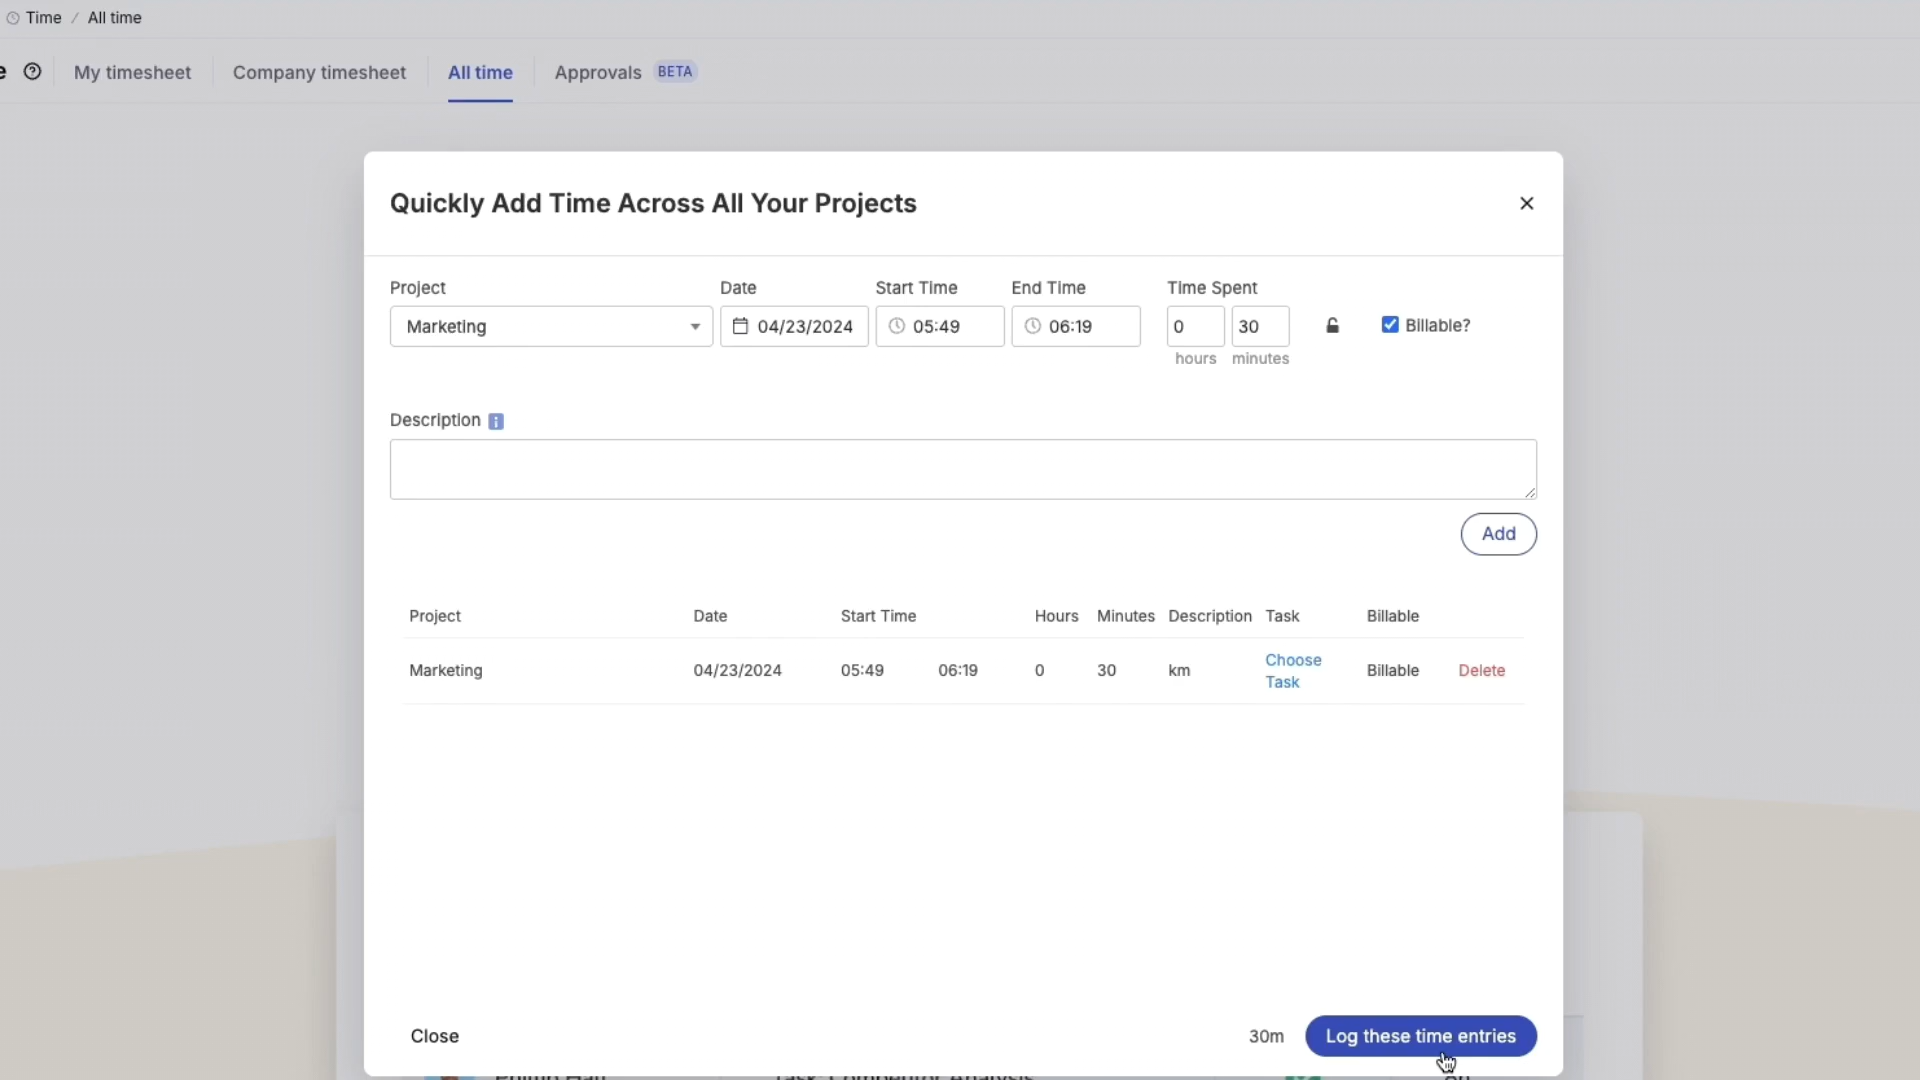 Time / All time
e My timesheet Company timesheet All time Approvals BETA
Quickly Add Time Across All Your Projects
Project Date Start Time End Time Time Spent
Marketing 04/23/2024 05:49 06:19 0 30 Billable?
hours minutes
Description
Add
Project Date Start Time Hours Minutes Description Task Billable
Marketing 04/23/2024 05:49 06:19 0 30 km Choose Task Billable Delete
Close 30m Log these time entries
Task: Competitor Analysis